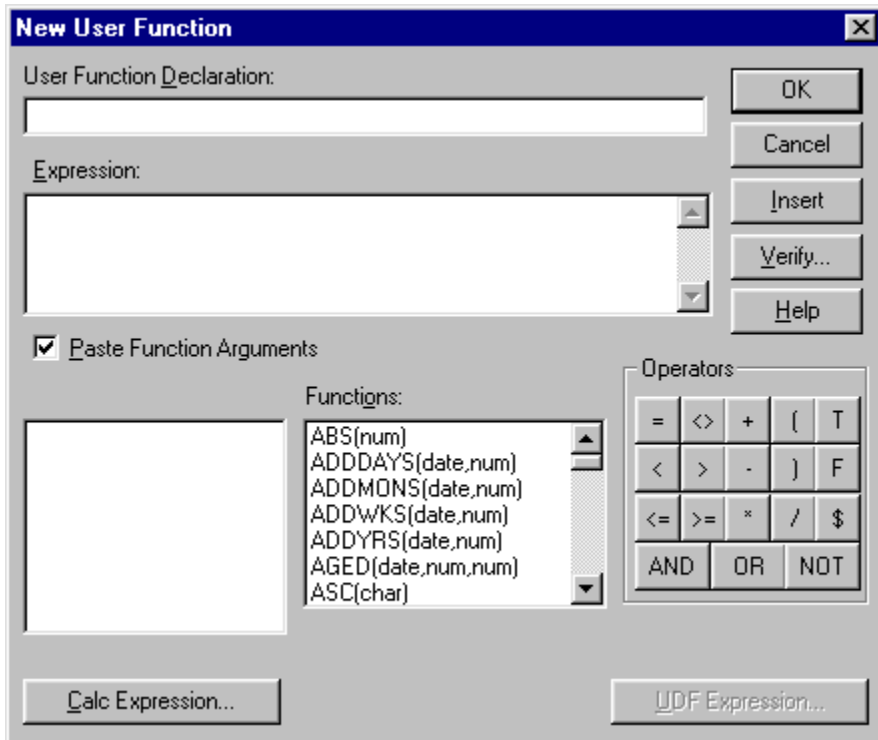 New User Function
User Function Declaration:
OK
Cancel
Expression:
Insert
Verify...
Help
Paste Function Arguments
Operators
Functions:
ABS(num)
ADDDAYS(date,num)
ADDMONS(date,num)
ADDWKS(date,num)
ADDYRS(date,num)
AGED(date,num,num)
ASC(char)
= <> + ( T
< > - ) F
<= >= * / $
AND OR NOT
Calc Expression...
UDF Expression...